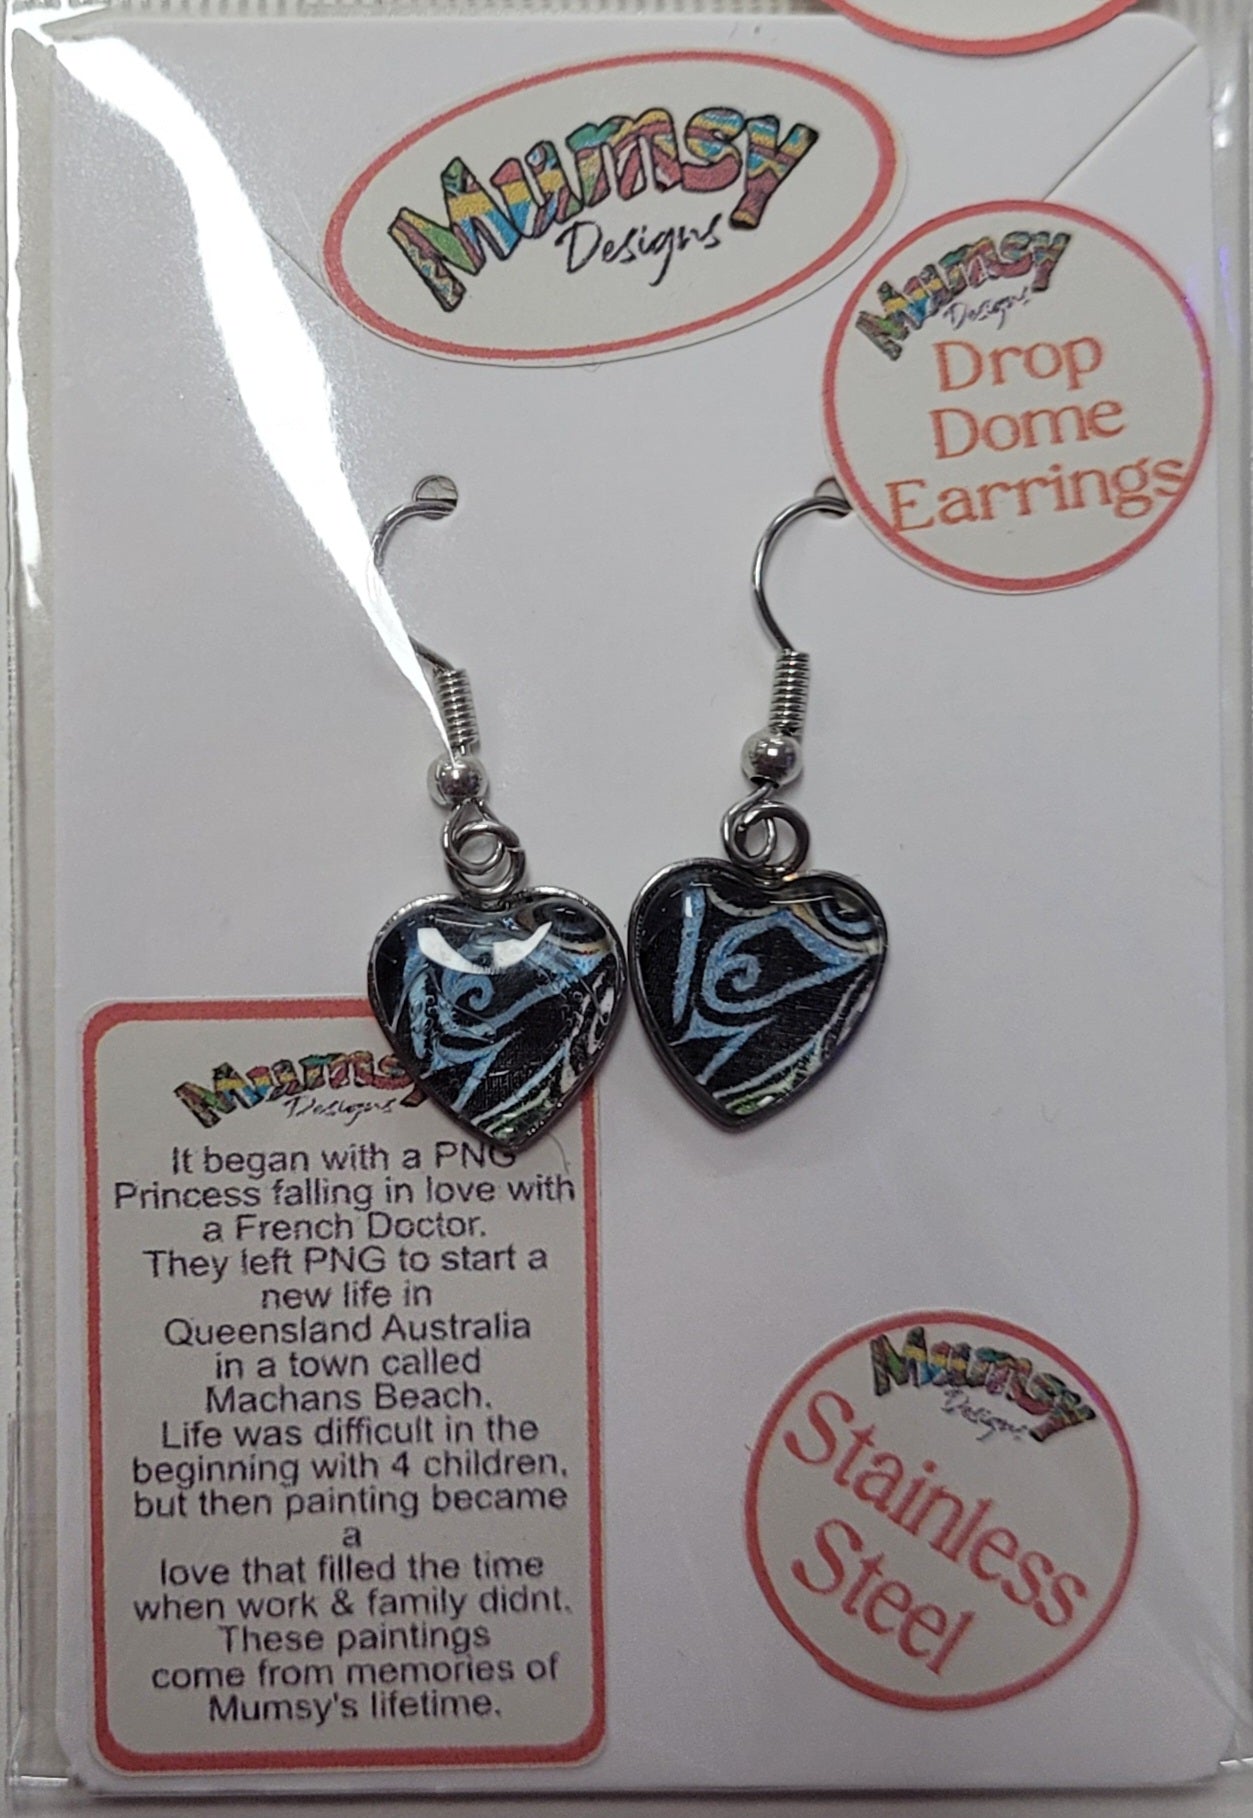 Mumsy
Designs
Mumsy
Designs
Drop
Dome
Earrings
Mumsy
Designs
It began with a PNG
Princess falling in love with
a French Doctor.
They left PNG to start a
new life in
Queensland Australia
in a town called
Machans Beach.
Life was difficult in the
beginning with 4 children,
but then painting became
a
love that filled the time
when work & family didnt.
These paintings
come from memories of
Mumsy's lifetime.
Mumsy
Designs
Stainless
Steel